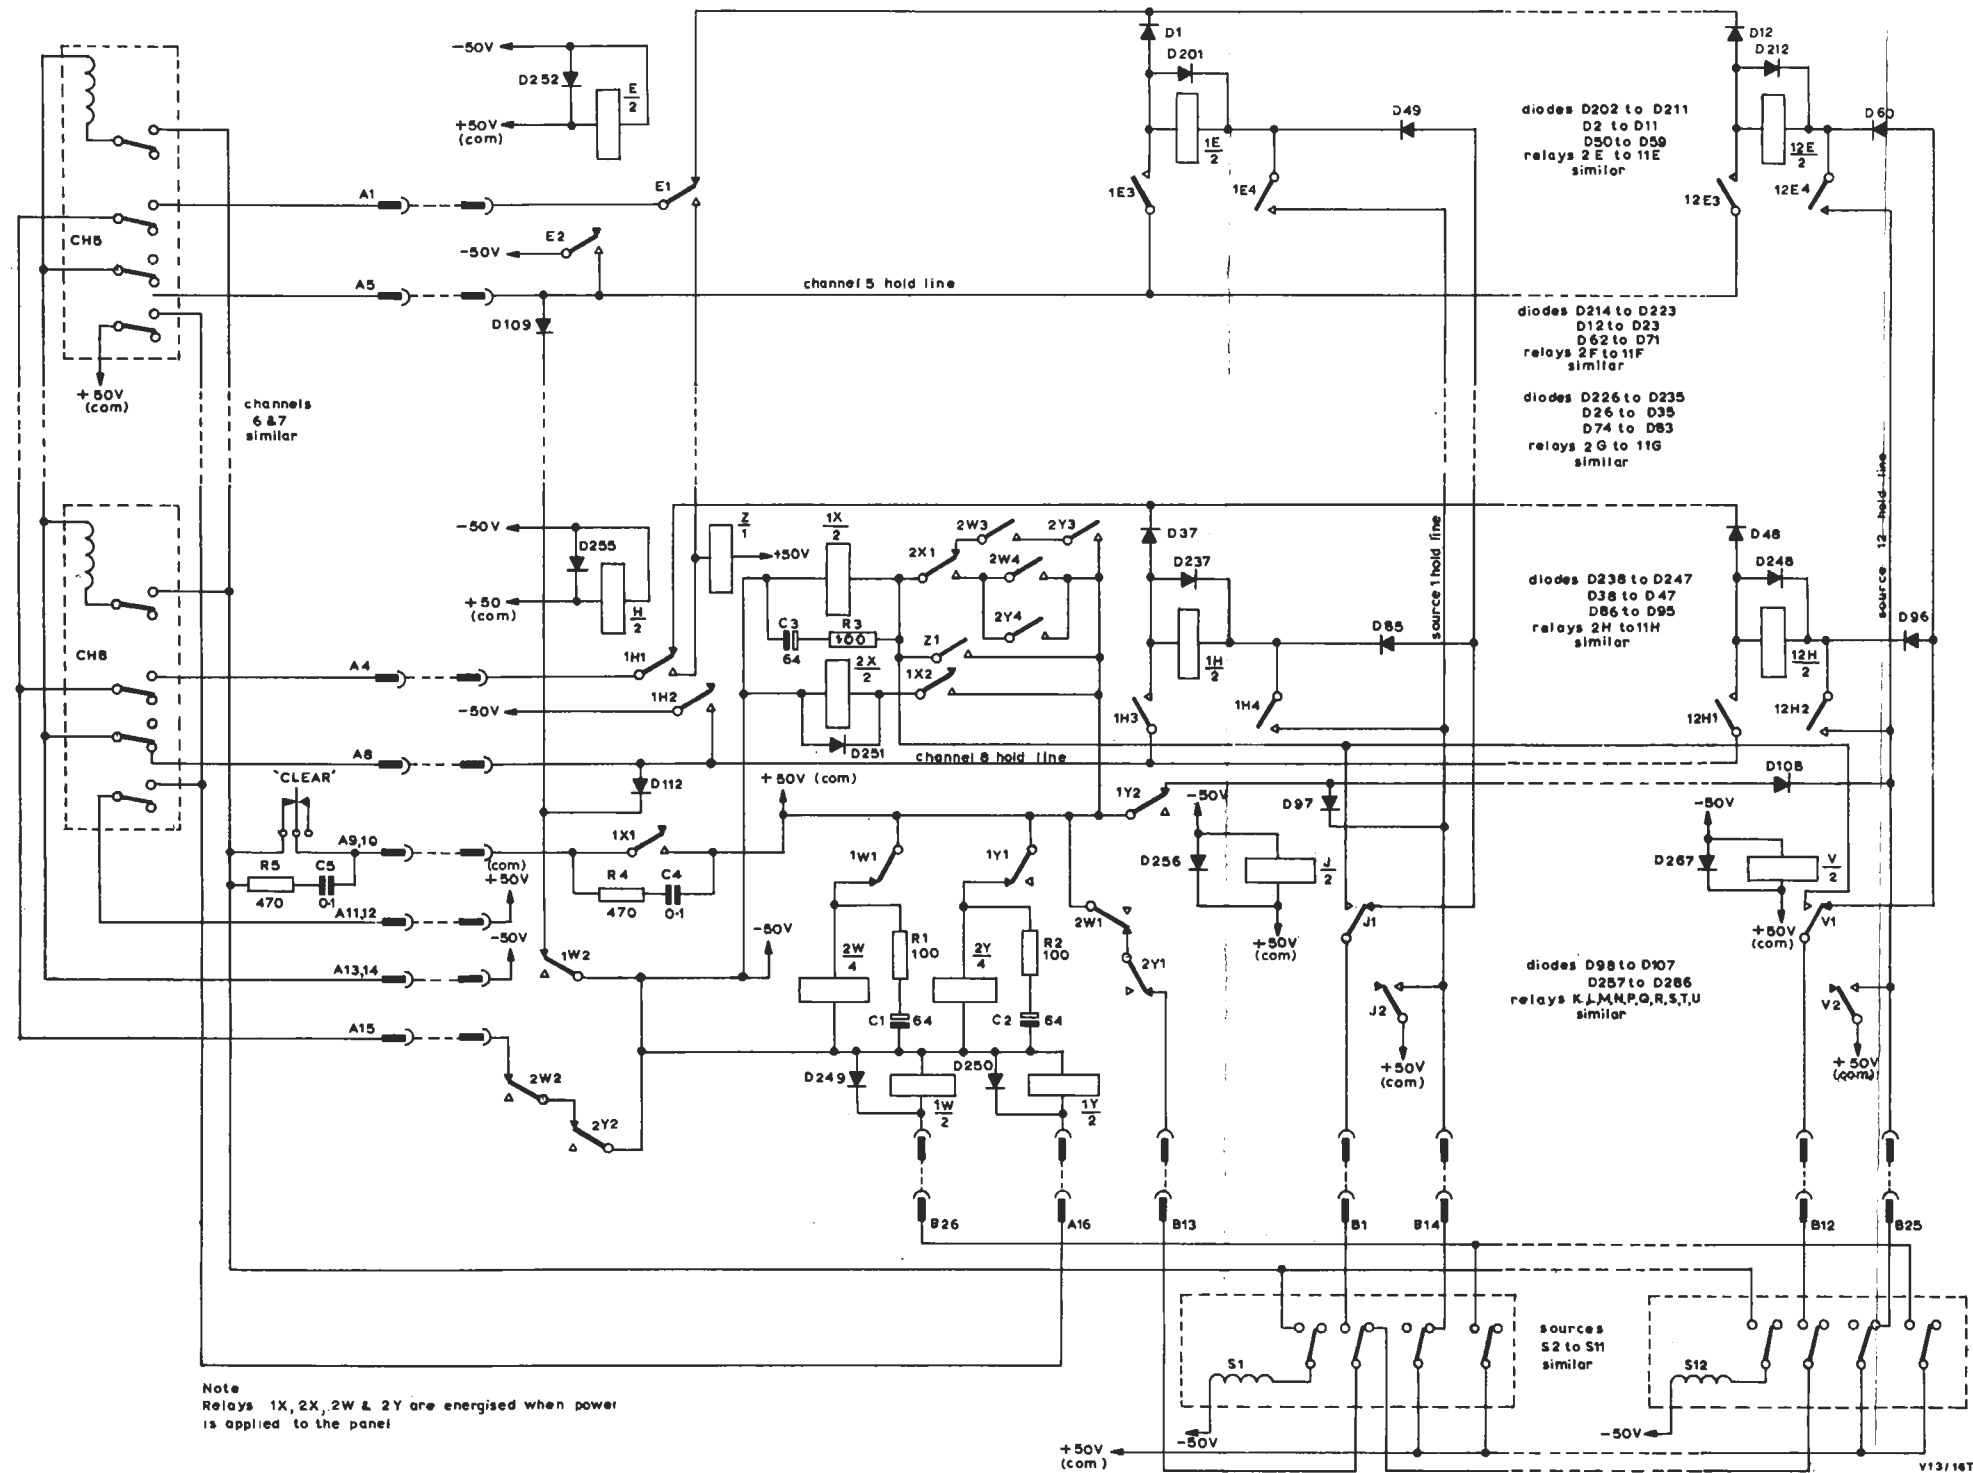 -50V
D252
E
2
+50V
(com)
D1
D201
1E
2
1E3
1E4
D49
D12
D212
12E
2
12E3
12E4
D60
diodes D202 to D211
D2 to D11
D50 to D59
relays 2E to 11E
similar
CH5
+50V
(com)
A1
E1
E2
-50V
A5
channel 5 hold line
D109
channels
6 & 7
similar
diodes D214 to D223
D12 to D23
D62 to D71
relays 2F to 11F
similar
diodes D226 to D235
D26 to D35
D74 to D83
relays 2G to 11G
similar
source 1 hold line
source 12 hold line
-50V
D255
H
2
+50
(com)
Z
1
+50V
1X
2
2X1
2W3
2Y3
2W4
2Y4
C3
64
R3
100
Z1
2X
2
1X2
D251
D37
D237
1H
2
1H3
1H4
D85
D48
D248
12H
2
12H1
12H2
D96
diodes D238 to D247
D38 to D47
D86 to D95
relays 2H to 11H
similar
CH8
A4
1H1
1H2
-50V
A8
channel 8 hold line
D112
'CLEAR'
+50V (com)
1Y2
-50V
D97
D108
-50V
A9,10
(com)
+50V
1X1
R5
470
C5
0·1
R4
470
C4
0·1
1W1
1Y1
D256
J
2
+50V
(com)
D267
V
2
+50V
(com)
A11,12
-50V
1W2
-50V
2W
4
R1
100
2Y
4
R2
100
2W1
2Y1
J1
V1
A13,14
C1
64
C2
64
J2
+50V
(com)
diodes D98 to D107
D257 to D266
relays K,L,M,N,P,Q,R,S,T,U
similar
V2
+50V
(com)
A15
2W2
2Y2
D249
1W
2
D250
1Y
2
B26
A16
B13
B1
B14
B12
B25
S1
-50V
sources
S2 to S11
similar
S12
-50V
+50V
(com)
Note
Relays 1X, 2X, 2W & 2Y are energised when power
is applied to the panel
V13/16T